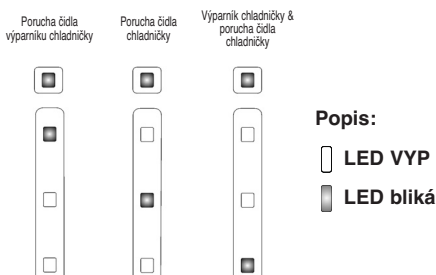 Porucha čidla
výparníku chladničky
Porucha čidla
chladničky
Výparník chladničky &
porucha čidla
chladničky
Popis:
LED VYP
LED bliká